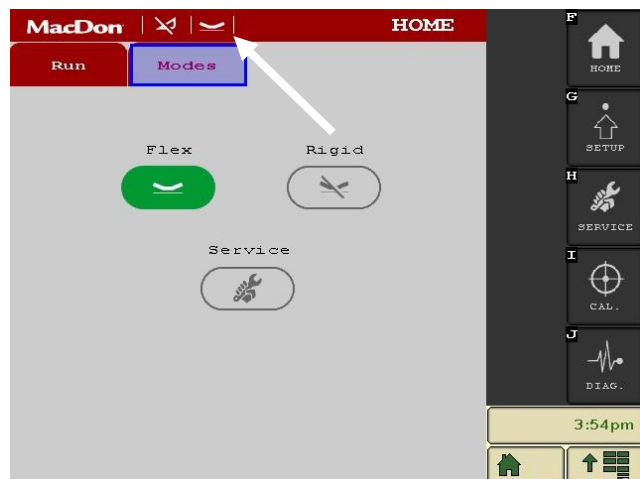 MacDon HOME
Run Modes
Flex Rigid
Service
F
HOME
G
SETUP
H
SERVICE
I
CAL.
J
DIAG.
3:54pm